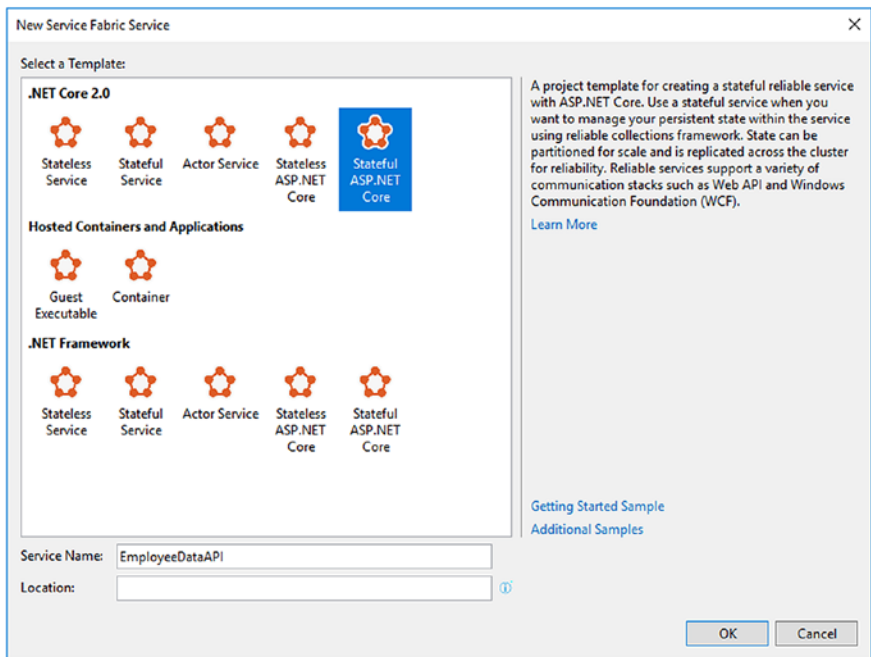 New Service Fabric Service
Select a Template:
.NET Core 2.0
Stateless Service
Stateful Service
Actor Service
Stateless ASP.NET Core
Stateful ASP.NET Core
Hosted Containers and Applications
Guest Executable
Container
.NET Framework
Stateless Service
Stateful Service
Actor Service
Stateless ASP.NET Core
Stateful ASP.NET Core
A project template for creating a stateful reliable service
with ASP.NET Core. Use a stateful service when you
want to manage your persistent state within the service
using reliable collections framework. State can be
partitioned for scale and is replicated across the cluster
for reliability. Reliable services support a variety of
communication stacks such as Web API and Windows
Communication Foundation (WCF).
Learn More
Getting Started Sample
Additional Samples
Service Name: EmployeeDataAPI
Location:
OK
Cancel